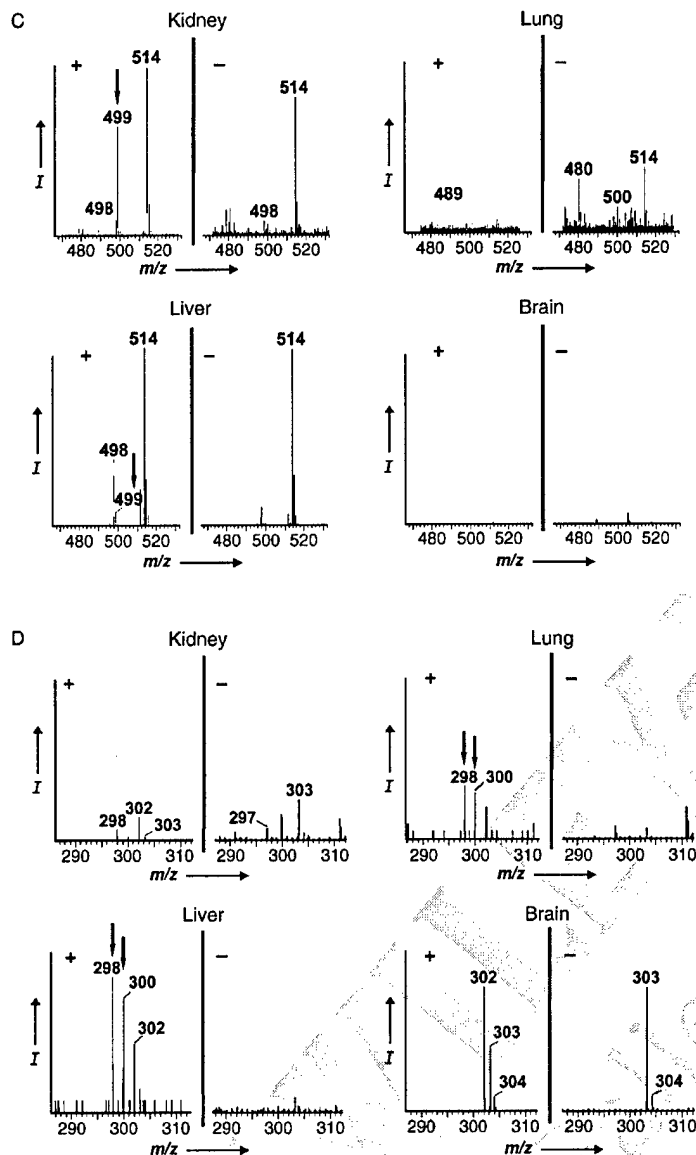 C
Kidney
+
−
499
514
498
514
498
I
480 500 520
480 500 520
m/z
Lung
+
−
489
480
500
514
I
480 500 520
480 500 520
m/z
Liver
+
−
514
498
499
514
I
480 500 520
480 500 520
m/z
Brain
+
−
I
480 500 520
480 500 520
m/z
D
Kidney
+
−
298
302
303
297
303
I
290 300 310
290 300 310
m/z
Lung
+
−
298
300
I
290 300 310
290 300 310
m/z
Liver
+
−
298
300
302
I
290 300 310
290 300 310
m/z
Brain
+
−
302
303
304
303
304
I
290 300 310
290 300 310
m/z